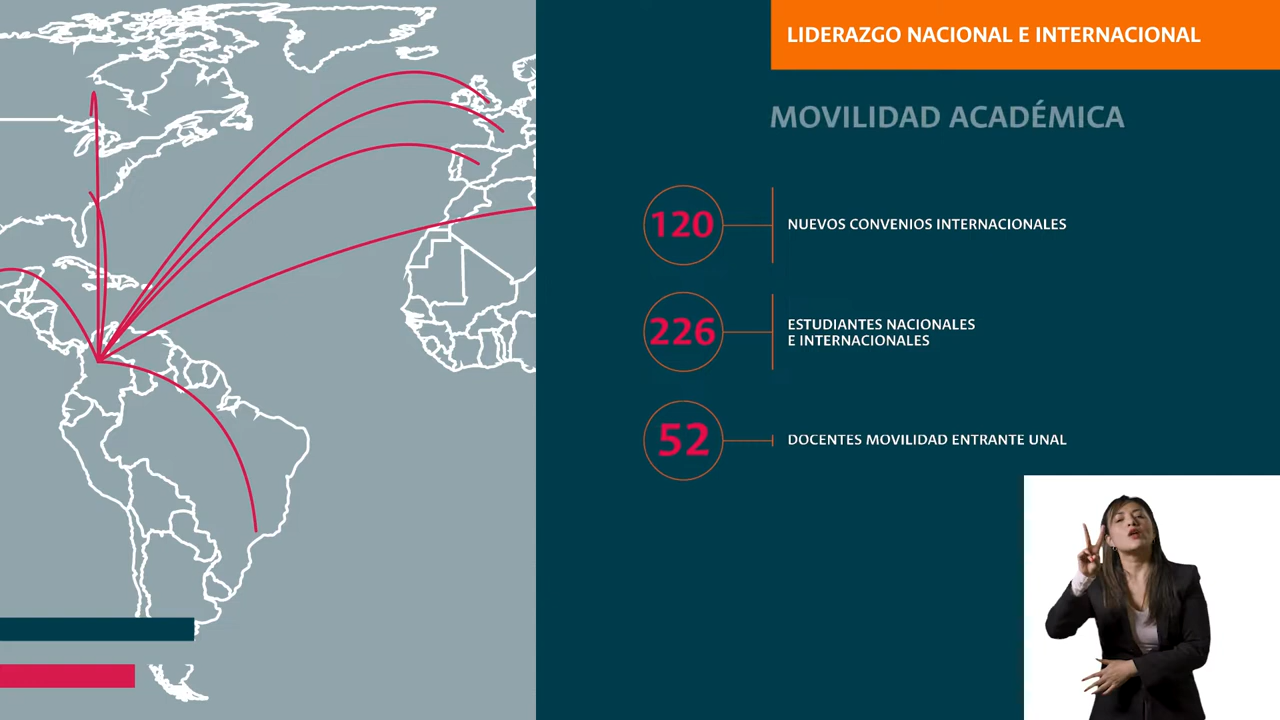 LIDERAZGO NACIONAL E INTERNACIONAL
MOVILIDAD ACADÉMICA
120
NUEVOS CONVENIOS INTERNACIONALES
226
ESTUDIANTES NACIONALES
E INTERNACIONALES
52
DOCENTES MOVILIDAD ENTRANTE UNAL